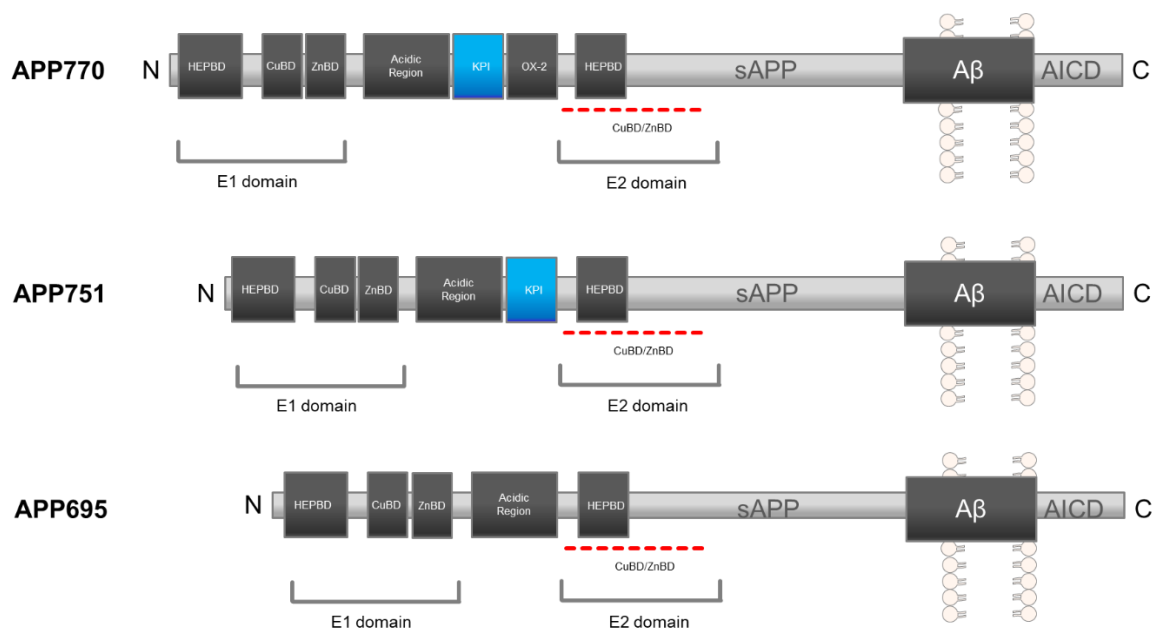 APP770
N
HEPBD
CuBD
ZnBD
Acidic
Region
KPI
OX-2
HEPBD
sAPP
Aβ
AICD
C
CuBD/ZnBD
E1 domain
E2 domain
APP751
N
HEPBD
CuBD
ZnBD
Acidic
Region
KPI
HEPBD
sAPP
Aβ
AICD
C
CuBD/ZnBD
E1 domain
E2 domain
APP695
N
HEPBD
CuBD
ZnBD
Acidic
Region
HEPBD
sAPP
Aβ
AICD
C
CuBD/ZnBD
E1 domain
E2 domain